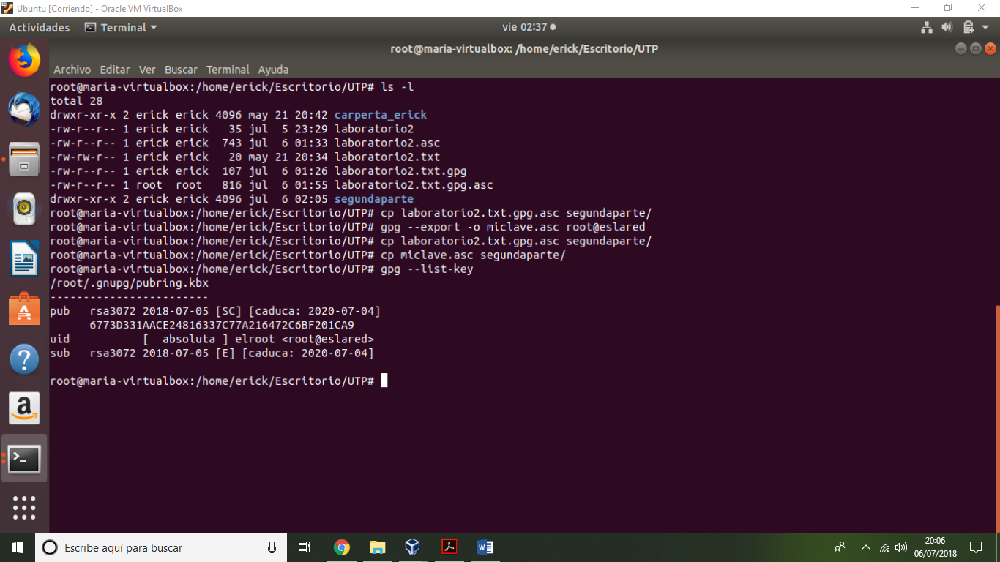 Ubuntu [Corriendo] - Oracle VM VirtualBox
Actividades Terminal vie 02:37
root@maria-virtualbox: /home/erick/Escritorio/UTP
Archivo Editar Ver Buscar Terminal Ayuda
root@maria-virtualbox:/home/erick/Escritorio/UTP# ls -l
total 28
drwxr-xr-x 2 erick erick 4096 may 21 20:42 carperta_erick
-rw-r--r-- 1 erick erick   35 jul  5 23:29 laboratorio2
-rw-r--r-- 1 erick erick  743 jul  6 01:33 laboratorio2.asc
-rw-rw-r-- 1 erick erick   20 may 21 20:34 laboratorio2.txt
-rw-r--r-- 1 erick erick  107 jul  6 01:26 laboratorio2.txt.gpg
-rw-r--r-- 1 root  root   816 jul  6 01:55 laboratorio2.txt.gpg.asc
drwxr-xr-x 2 erick erick 4096 jul  6 02:05 segundaparte
root@maria-virtualbox:/home/erick/Escritorio/UTP# cp laboratorio2.txt.gpg.asc segundaparte/
root@maria-virtualbox:/home/erick/Escritorio/UTP# gpg --export -o miclave.asc root@eslared
root@maria-virtualbox:/home/erick/Escritorio/UTP# cp laboratorio2.txt.gpg.asc segundaparte/
root@maria-virtualbox:/home/erick/Escritorio/UTP# cp miclave.asc segundaparte/
root@maria-virtualbox:/home/erick/Escritorio/UTP# gpg --list-key
/root/.gnupg/pubring.kbx
------------------------
pub   rsa3072 2018-07-05 [SC] [caduca: 2020-07-04]
      6773D331AACE24816337C77A216472C6BF201CA9
uid           [  absoluta ] elroot <root@eslared>
sub   rsa3072 2018-07-05 [E] [caduca: 2020-07-04]
root@maria-virtualbox:/home/erick/Escritorio/UTP#
Escribe aquí para buscar
20:06
06/07/2018